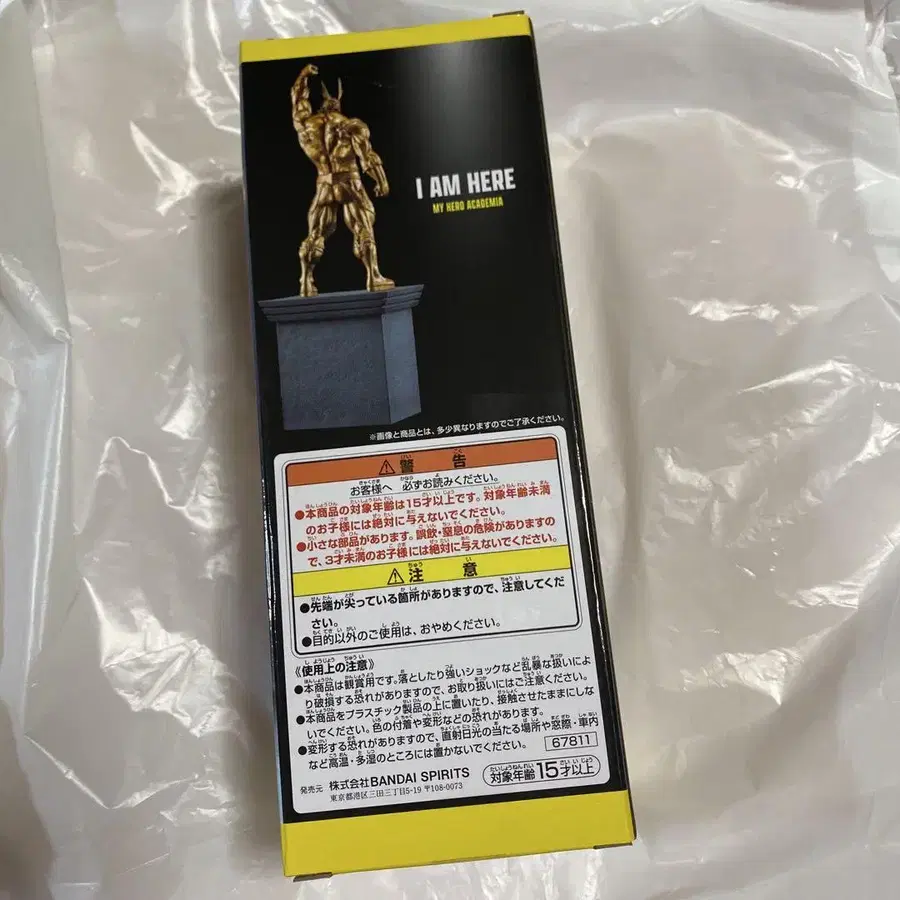 I AM HERE
MY HERO ACADEMIA
※画像と商品とは、多少異なりますのでご了承ください。
⚠警告
お客様へ 必ずお読みください。
●本商品の対象年齢は15才以上です。対象年齢未満
のお子様には絶対に与えないでください。
●小さな部品があります。誤飲・窒息の危険があります
で、3才未満のお子様には絶対に与えないでください。
⚠注意
●先端が尖っている箇所がありますので、注意してくだ
さい。
●目的以外のご使用は、おやめください。
《使用上の注意》
●本商品は観賞用です。落としたり強いショックなど乱暴な扱いによ
り破損する恐れがありますので、お取り扱いにはご注意ください。
●本商品をプラスチック製品の上に置いたり、接触させたままにしな
いでください。色の付着や変形などの恐れがあります。
●変形する恐れがありますので、直射日光の当たる場所や窓際・車内
など高温・多湿のところには置かないでください。
67811
発売元 株式会社BANDAI SPIRITS
東京都港区三田三丁目5-19 〒108-0073
対象年齢15才以上